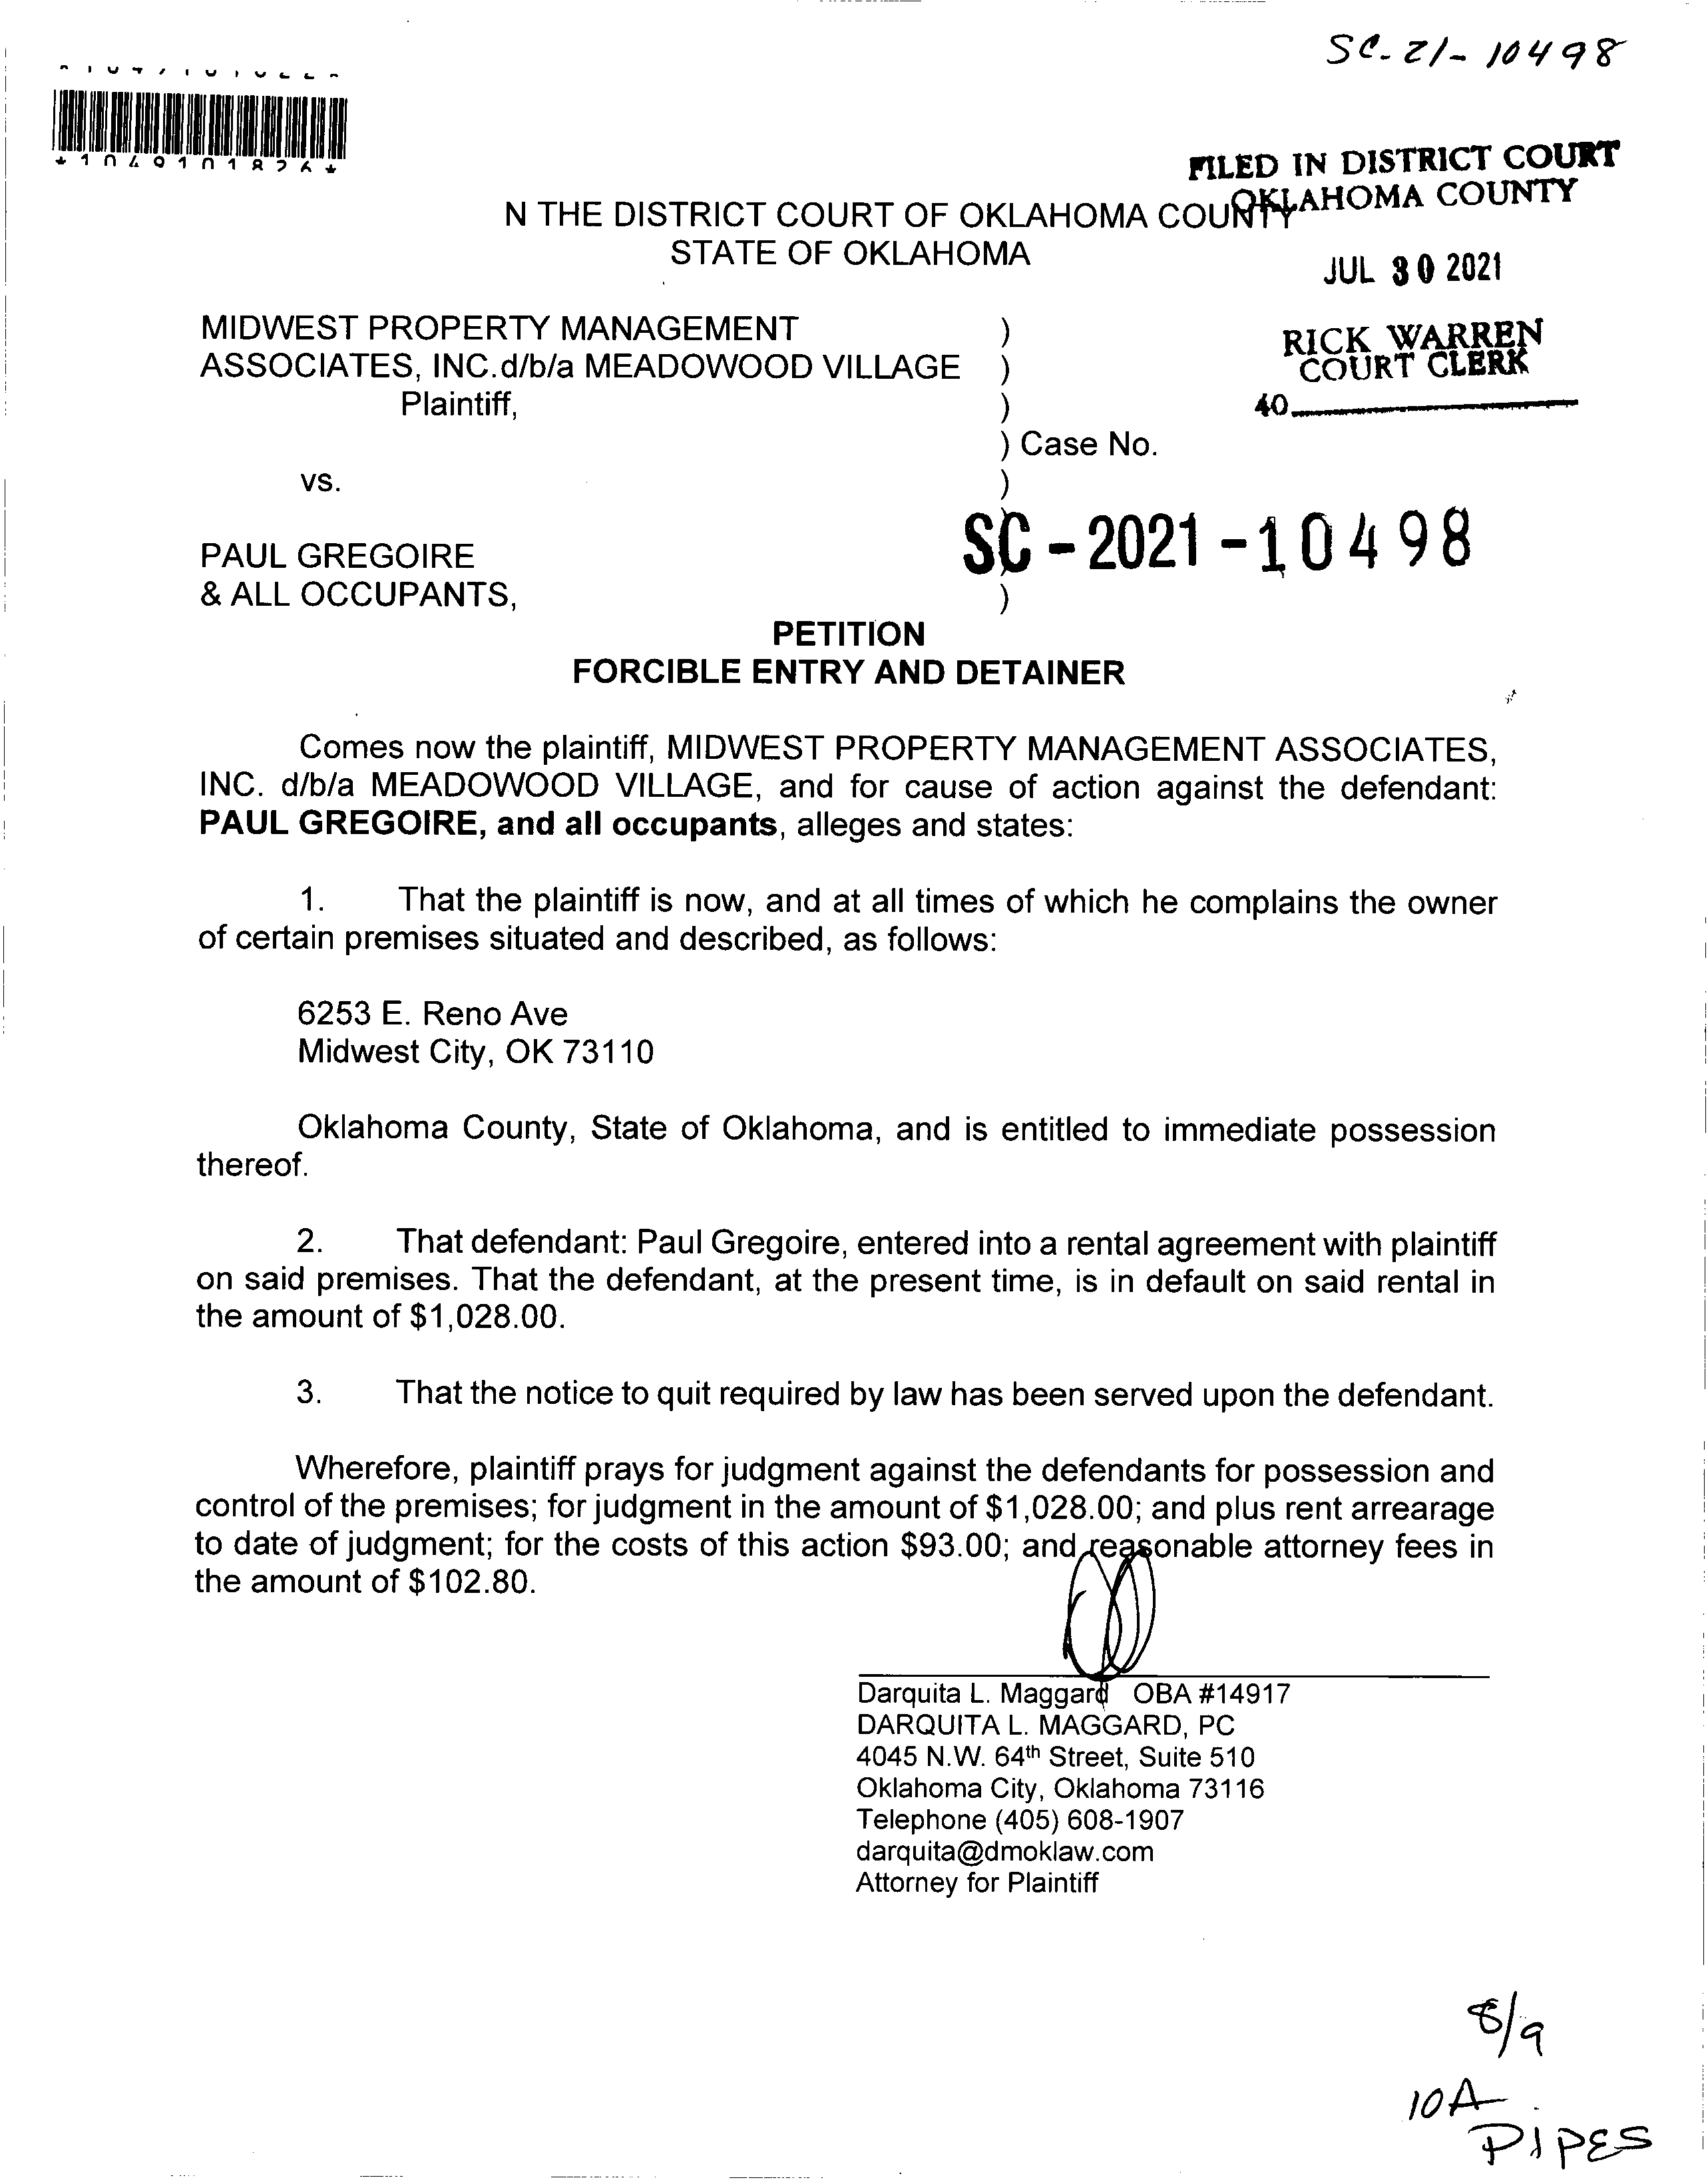 SC-21-10498
*1049101826*
FILED IN DISTRICT COURT
OKLAHOMA COUNTY
N THE DISTRICT COURT OF OKLAHOMA COUNTY
STATE OF OKLAHOMA
JUL 30 2021
MIDWEST PROPERTY MANAGEMENT )
ASSOCIATES, INC.d/b/a MEADOWOOD VILLAGE )
Plaintiff, )
RICK WARREN
COURT CLERK
40
) Case No.
vs. )
SC-2021-10498
PAUL GREGOIRE
& ALL OCCUPANTS, )
PETITION
FORCIBLE ENTRY AND DETAINER
Comes now the plaintiff, MIDWEST PROPERTY MANAGEMENT ASSOCIATES,
INC. d/b/a MEADOWOOD VILLAGE, and for cause of action against the defendant:
PAUL GREGOIRE, and all occupants, alleges and states:
1. That the plaintiff is now, and at all times of which he complains the owner
of certain premises situated and described, as follows:
6253 E. Reno Ave
Midwest City, OK 73110
Oklahoma County, State of Oklahoma, and is entitled to immediate possession
thereof.
2. That defendant: Paul Gregoire, entered into a rental agreement with plaintiff
on said premises. That the defendant, at the present time, is in default on said rental in
the amount of $1,028.00.
3. That the notice to quit required by law has been served upon the defendant.
Wherefore, plaintiff prays for judgment against the defendants for possession and
control of the premises; for judgment in the amount of $1,028.00; and plus rent arrearage
to date of judgment; for the costs of this action $93.00; and reasonable attorney fees in
the amount of $102.80.
Darquita L. Maggard OBA #14917
DARQUITA L. MAGGARD, PC
4045 N.W. 64th Street, Suite 510
Oklahoma City, Oklahoma 73116
Telephone (405) 608-1907
darquita@dmoklaw.com
Attorney for Plaintiff
8/9
10A
PIPES